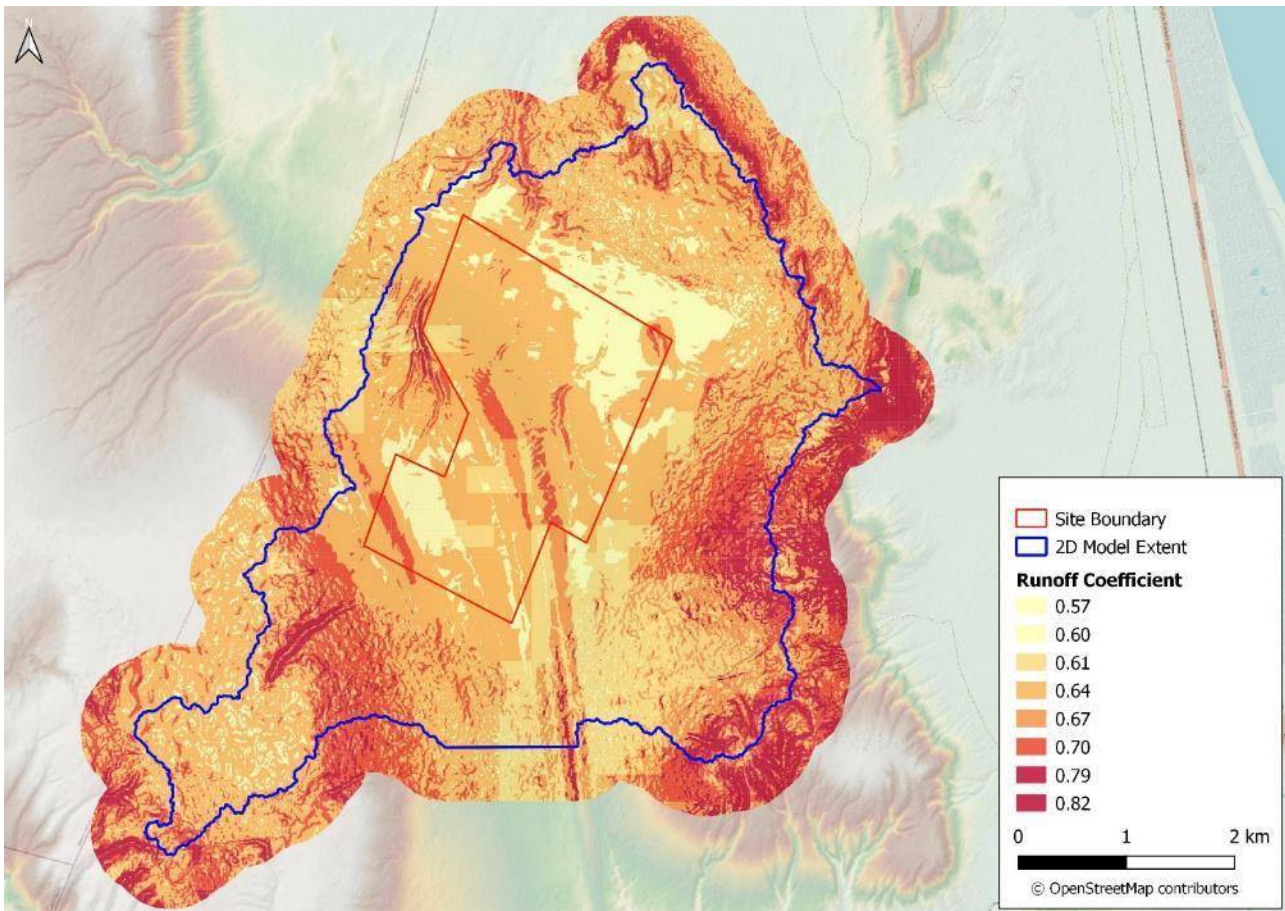 N
Site Boundary
2D Model Extent
Runoff Coefficient
0.57
0.60
0.61
0.64
0.67
0.70
0.79
0.82
0 1 2 km
© OpenStreetMap contributors